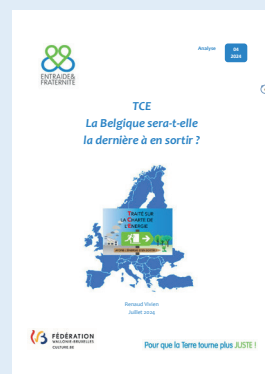 Analyse
04
2024
ENTRAIDE&
FRATERNITÉ
TCE
La Belgique sera-t-elle
la dernière à en sortir ?
TRAITÉ SUR
LA CHARTE DE
L'ÉNERGIE
Renaud Vivien
Juillet 2024
FÉDÉRATION
WALLONIE-BRUXELLES
CULTURE.BE
Pour que la Terre tourne plus JUSTE !